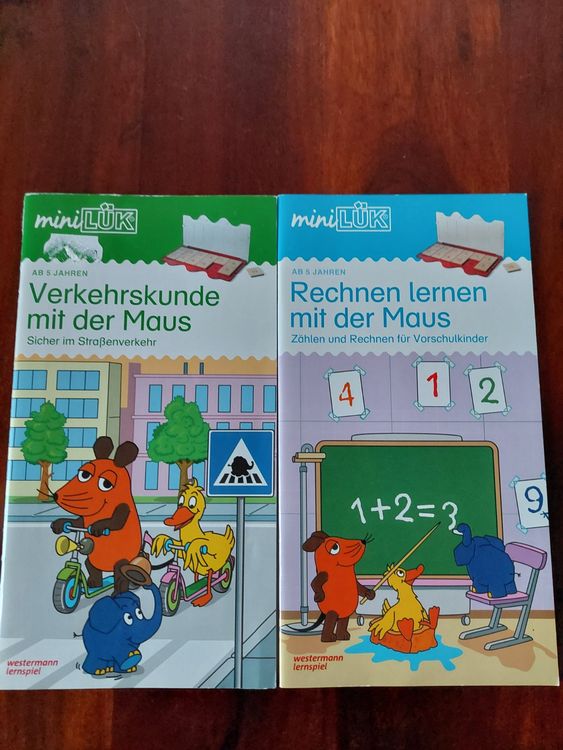 mini LÜK
AB 5 JAHREN
Verkehrskunde
mit der Maus
Sicher im Straßenverkehr
westermann
lernspiel
mini LÜK
AB 5 JAHREN
Rechnen lernen
mit der Maus
Zählen und Rechnen für Vorschulkinder
4
1
2
1+2=3
9
westermann
lernspiel